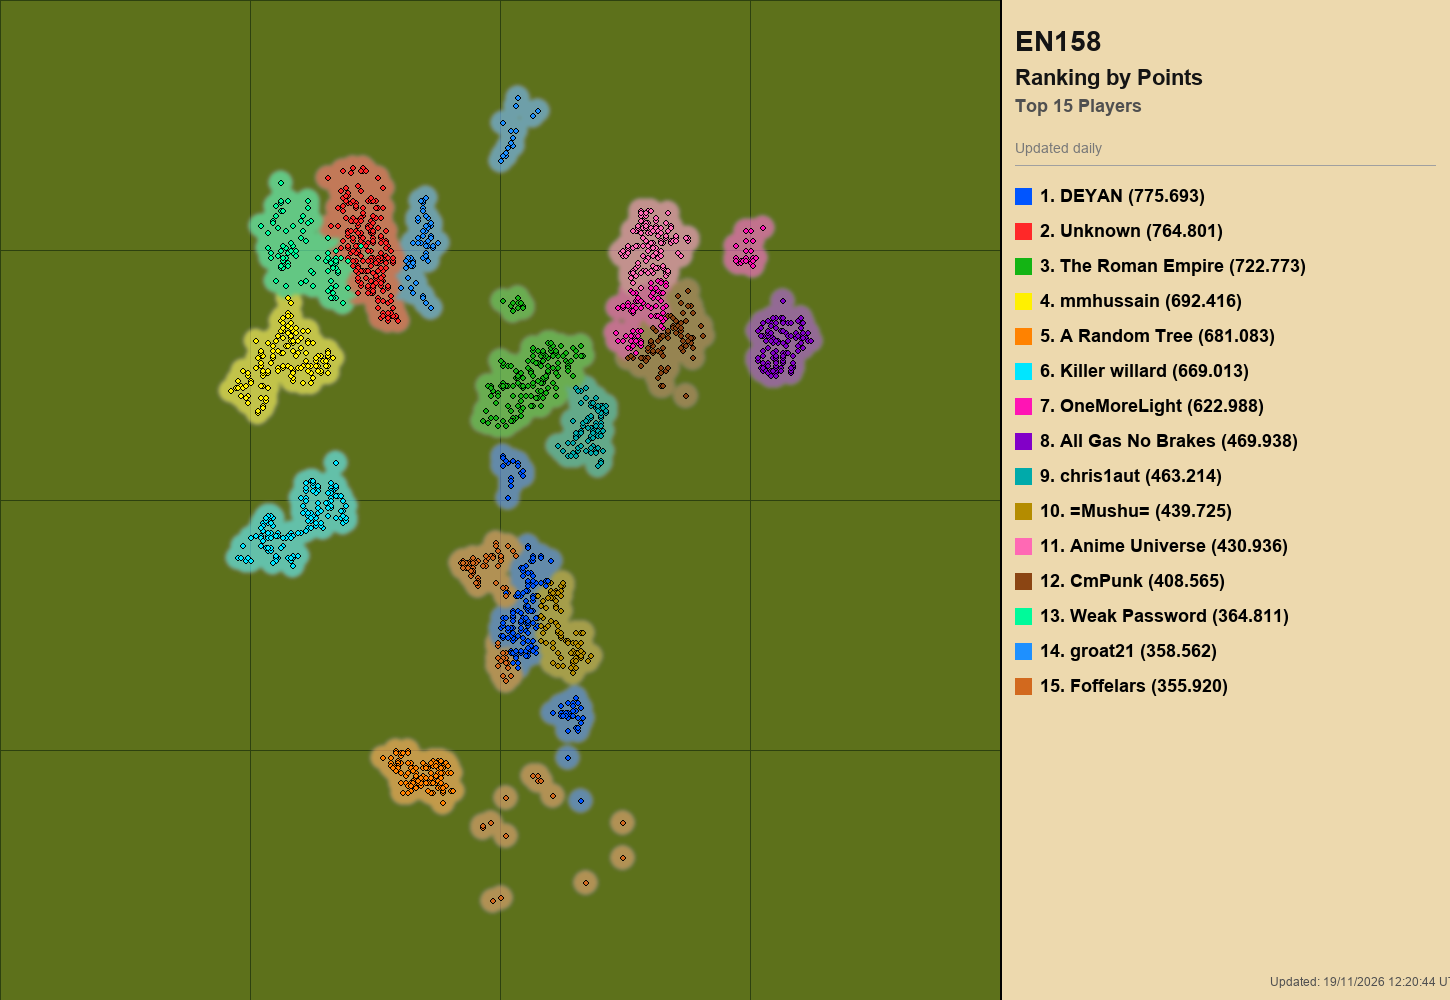 EN158
Ranking by Points
Top 15 Players
Updated daily
1. DEYAN (775.693)
2. Unknown (764.801)
3. The Roman Empire (722.773)
4. mmhussain (692.416)
5. A Random Tree (681.083)
6. Killer willard (669.013)
7. OneMoreLight (622.988)
8. All Gas No Brakes (469.938)
9. chris1aut (463.214)
10. =Mushu= (439.725)
11. Anime Universe (430.936)
12. CmPunk (408.565)
13. Weak Password (364.811)
14. groat21 (358.562)
15. Foffelars (355.920)
Updated: 19/11/2026 12:20:44